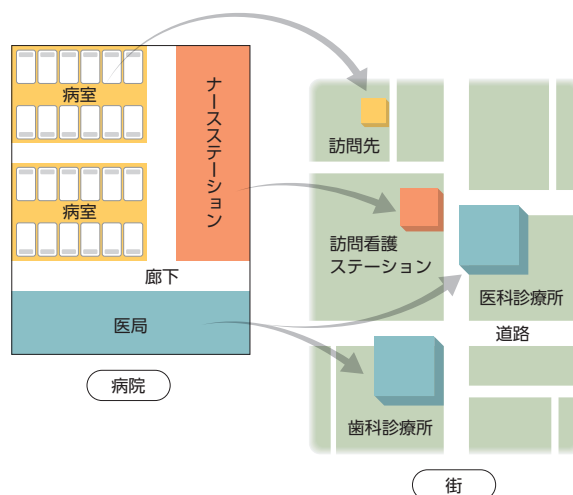 病室
病室
ナースステーション
廊下
医局
病院
訪問先
訪問看護
ステーション
医科診療所
道路
歯科診療所
街